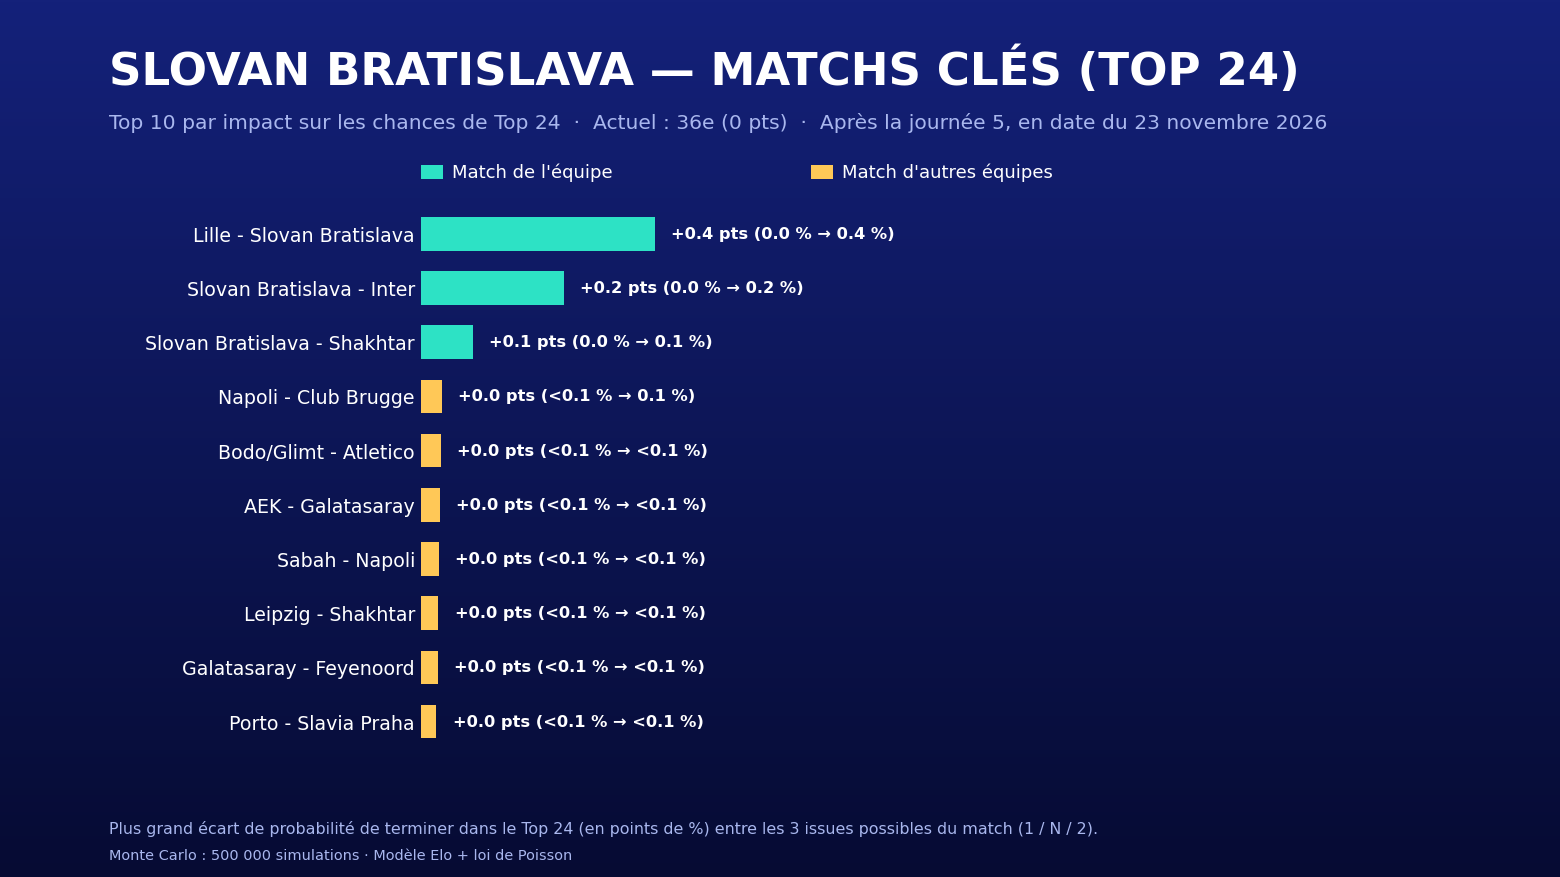 SLOVAN BRATISLAVA — MATCHS CLÉS (TOP 24)
Top 10 par impact sur les chances de Top 24 · Actuel : 36e (0 pts) · Après la journée 5, en date du 23 novembre 2026
Match de l'équipe
Match d'autres équipes
Lille - Slovan Bratislava +0.4 pts (0.0 % → 0.4 %)
Slovan Bratislava - Inter +0.2 pts (0.0 % → 0.2 %)
Slovan Bratislava - Shakhtar +0.1 pts (0.0 % → 0.1 %)
Napoli - Club Brugge +0.0 pts (<0.1 % → 0.1 %)
Bodo/Glimt - Atletico +0.0 pts (<0.1 % → <0.1 %)
AEK - Galatasaray +0.0 pts (<0.1 % → <0.1 %)
Sabah - Napoli +0.0 pts (<0.1 % → <0.1 %)
Leipzig - Shakhtar +0.0 pts (<0.1 % → <0.1 %)
Galatasaray - Feyenoord +0.0 pts (<0.1 % → <0.1 %)
Porto - Slavia Praha +0.0 pts (<0.1 % → <0.1 %)
Plus grand écart de probabilité de terminer dans le Top 24 (en points de %) entre les 3 issues possibles du match (1 / N / 2).
Monte Carlo : 500 000 simulations · Modèle Elo + loi de Poisson